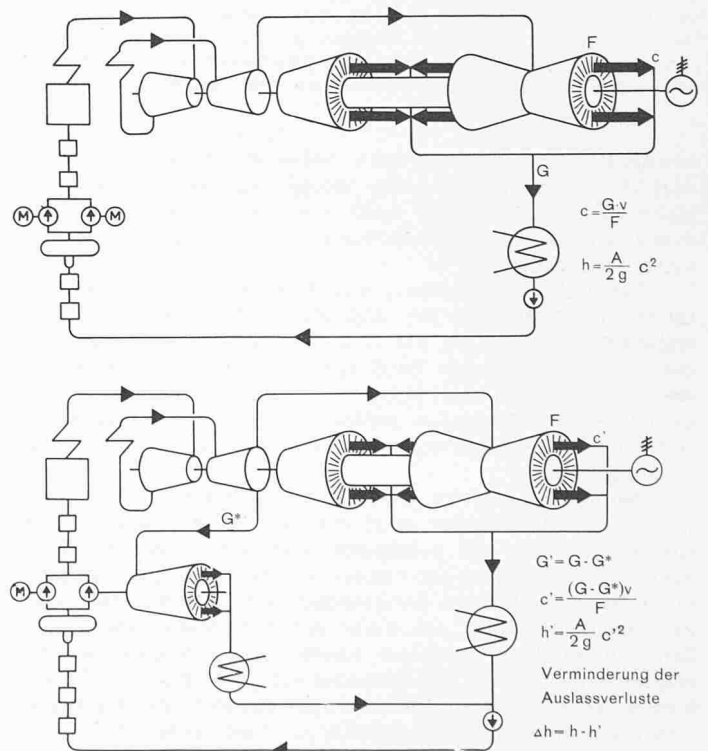 F
c
M
M
G
c = G·v / F
h = A / 2g c²
F
c'
G*
M
G' = G - G*
c' = (G - G*)v / F
h' = A / 2g c'²
Verminderung der
Auslassverluste
Δh = h - h'